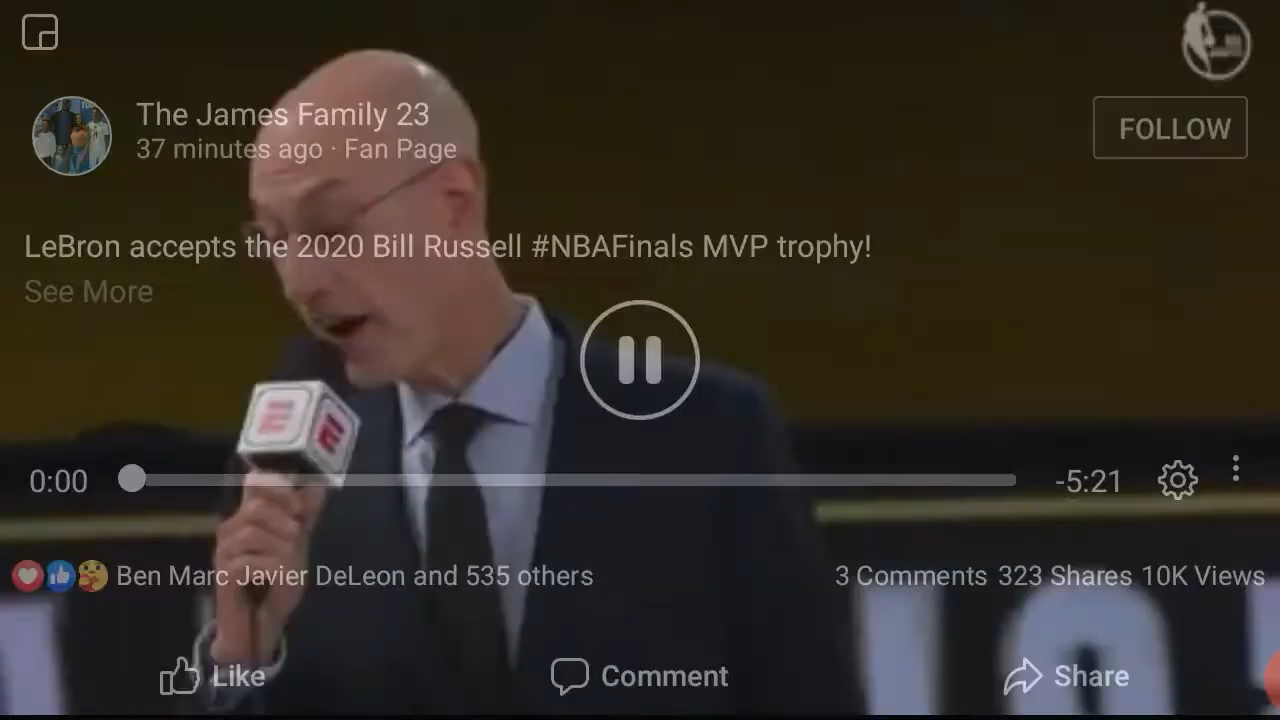 The James Family 23
37 minutes ago · Fan Page
FOLLOW
LeBron accepts the 2020 Bill Russell #NBAFinals MVP trophy!
See More
0:00
-5:21
Ben Marc Javier DeLeon and 535 others
3 Comments 323 Shares 10K Views
Like
Comment
Share